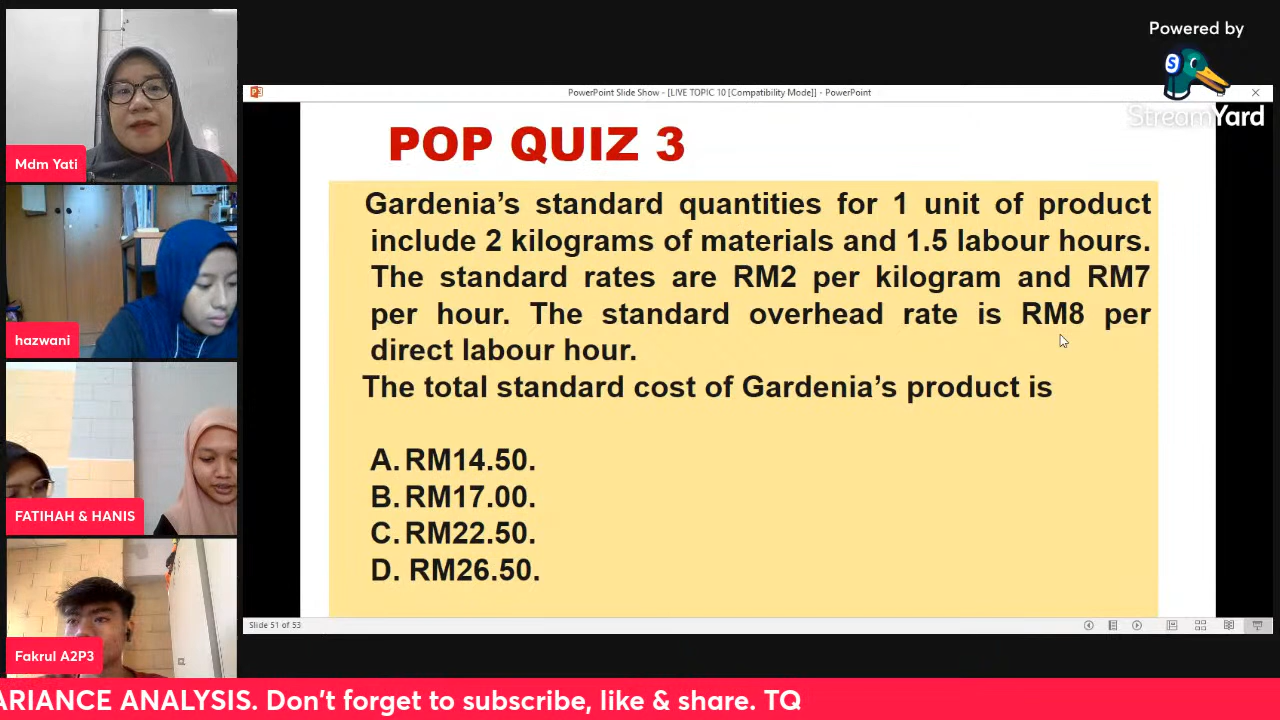 Powered by
StreamYard
PowerPoint Slide Show - [LIVE TOPIC 10 [Compatibility Mode]] - PowerPoint
POP QUIZ 3
Gardenia's standard quantities for 1 unit of product
include 2 kilograms of materials and 1.5 labour hours.
The standard rates are RM2 per kilogram and RM7
per hour. The standard overhead rate is RM8 per
direct labour hour.
The total standard cost of Gardenia's product is
A. RM14.50.
B. RM17.00.
C. RM22.50.
D. RM26.50.
Slide 51 of 53
Mdm Yati
hazwani
FATIHAH & HANIS
Fakrul A2P3
ARIANCE ANALYSIS. Don't forget to subscribe, like & share. TQ